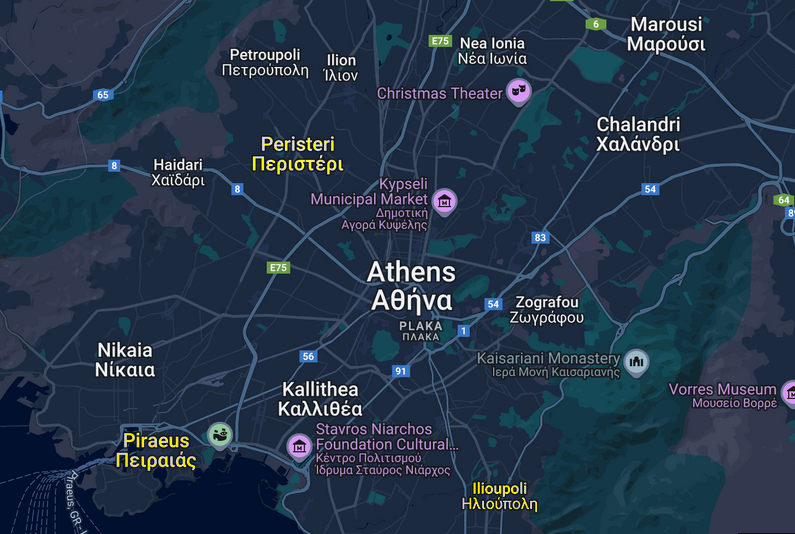 6
Marousi
Μαρούσι
E75
Nea Ionia
Νέα Ιωνία
Petroupoli
Πετρούπολη
Ilion
Ίλιον
65
Christmas Theater
Chalandri
Χαλάνδρι
Peristeri
Περιστέρι
8
Haidari
Χαϊδάρι
8
Kypseli
Municipal Market
Δημοτική
Αγορά Κυψέλης
54
64
83
E75
Athens
Αθήνα
54
Zografou
Ζωγράφου
PLAKA
ΠΛΑΚΑ
1
Nikaia
Νίκαια
56
91
Kaisariani Monastery
Ιερά Μονή Καισαριανής
Kallithea
Καλλιθέα
Vorres Museum
Μουσείο Βορρέ
Piraeus
Πειραιάς
Stavros Niarchos
Foundation Cultural...
Κέντρο Πολιτισμού
Ίδρυμα Σταύρος Νιάρχος
Ilioupoli
Ηλιούπολη